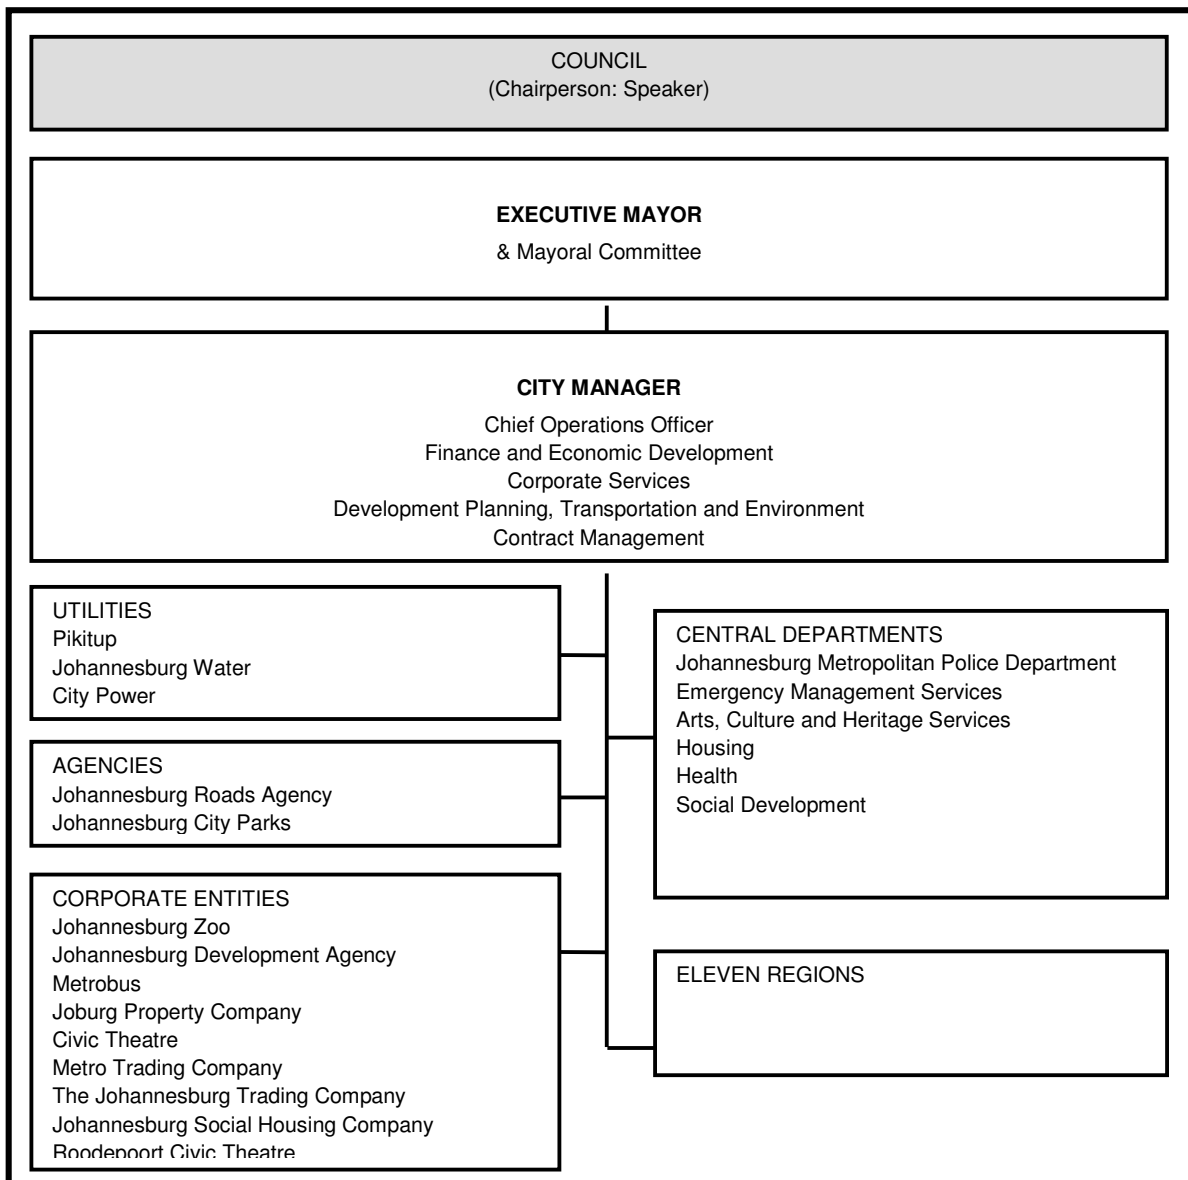 COUNCIL
(Chairperson: Speaker)
EXECUTIVE MAYOR
& Mayoral Committee
CITY MANAGER
Chief Operations Officer
Finance and Economic Development
Corporate Services
Development Planning, Transportation and Environment
Contract Management
UTILITIES
Pikitup
Johannesburg Water
City Power
AGENCIES
Johannesburg Roads Agency
Johannesburg City Parks
CORPORATE ENTITIES
Johannesburg Zoo
Johannesburg Development Agency
Metrobus
Joburg Property Company
Civic Theatre
Metro Trading Company
The Johannesburg Trading Company
Johannesburg Social Housing Company
Roodepoort Civic Theatre
CENTRAL DEPARTMENTS
Johannesburg Metropolitan Police Department
Emergency Management Services
Arts, Culture and Heritage Services
Housing
Health
Social Development
ELEVEN REGIONS